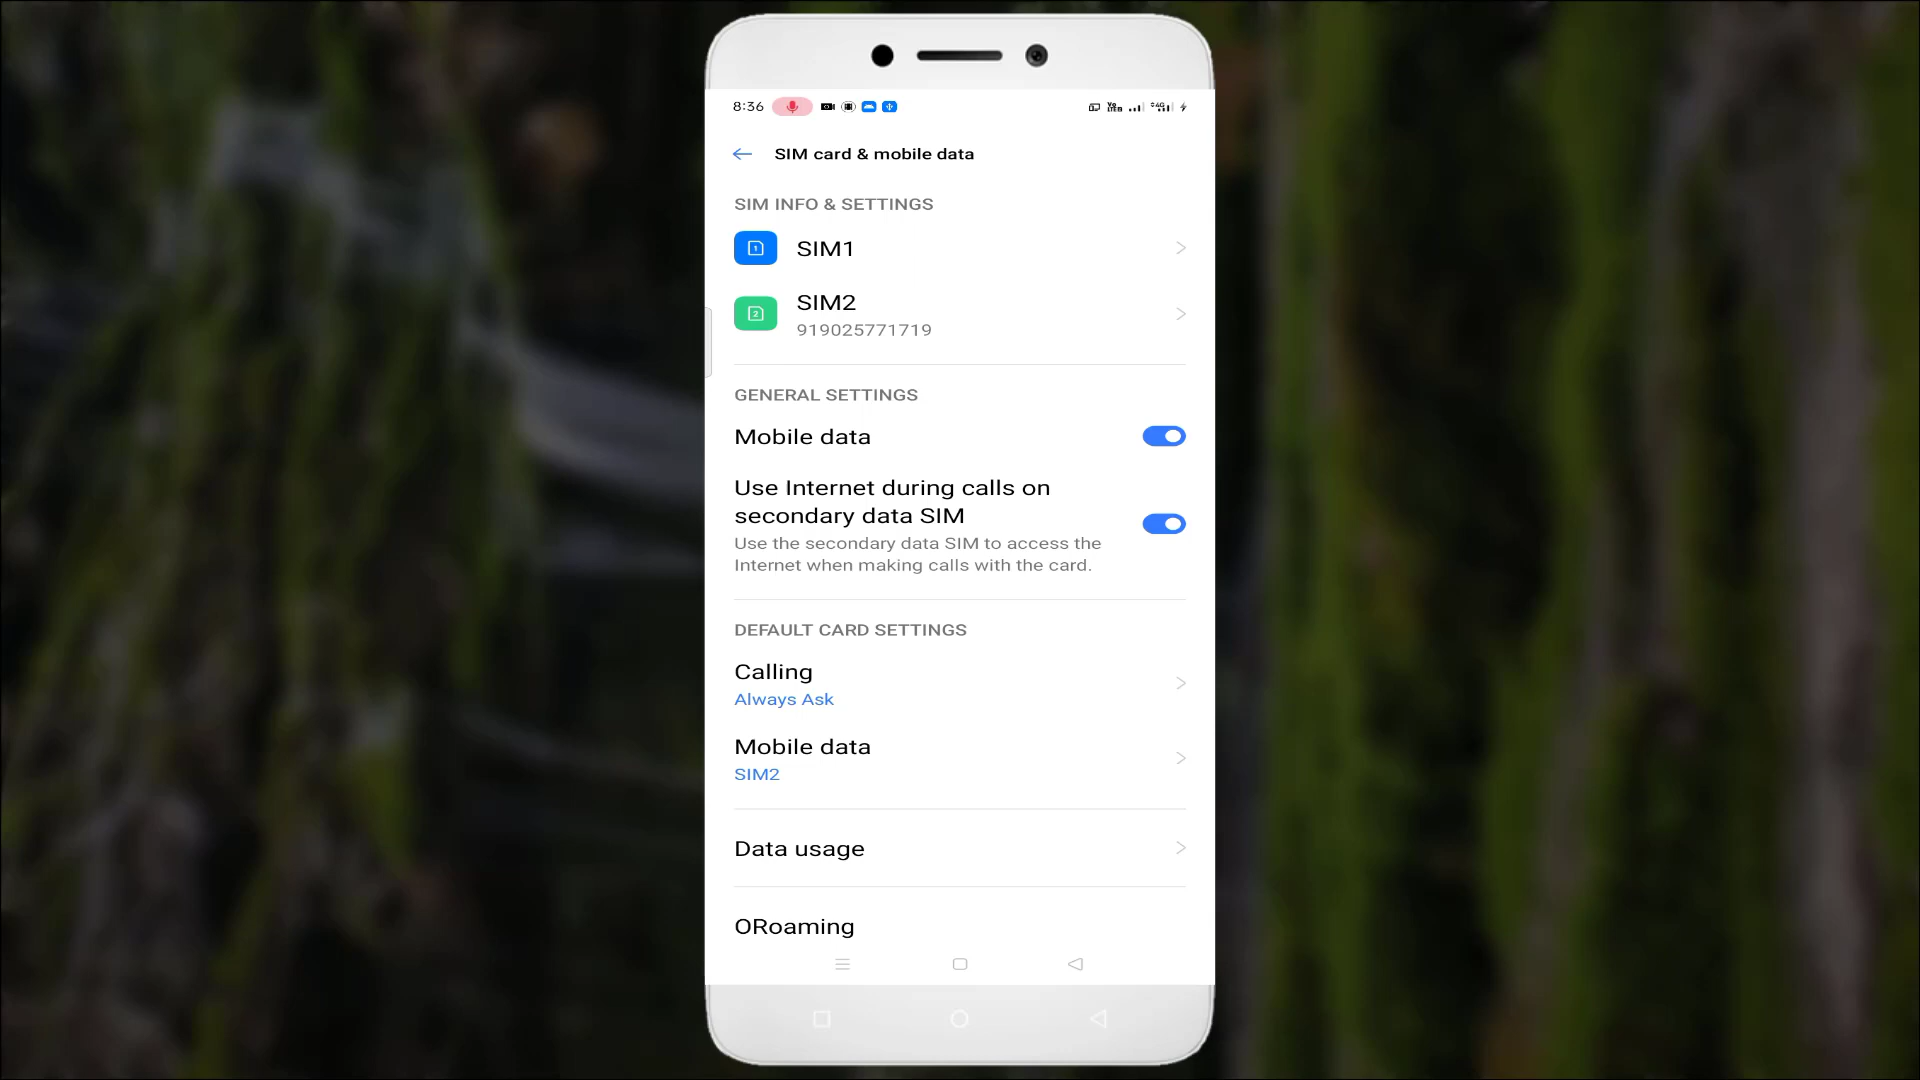 8:36
SIM card & mobile data
SIM INFO & SETTINGS
1
SIM1
SIM2
2
919025771719
GENERAL SETTINGS
Mobile data
Use Internet during calls on
secondary data SIM
Use the secondary data SIM to access the
Internet when making calls with the card.
DEFAULT CARD SETTINGS
Calling
Always Ask
Mobile data
SIM2
Data usage
ORoaming